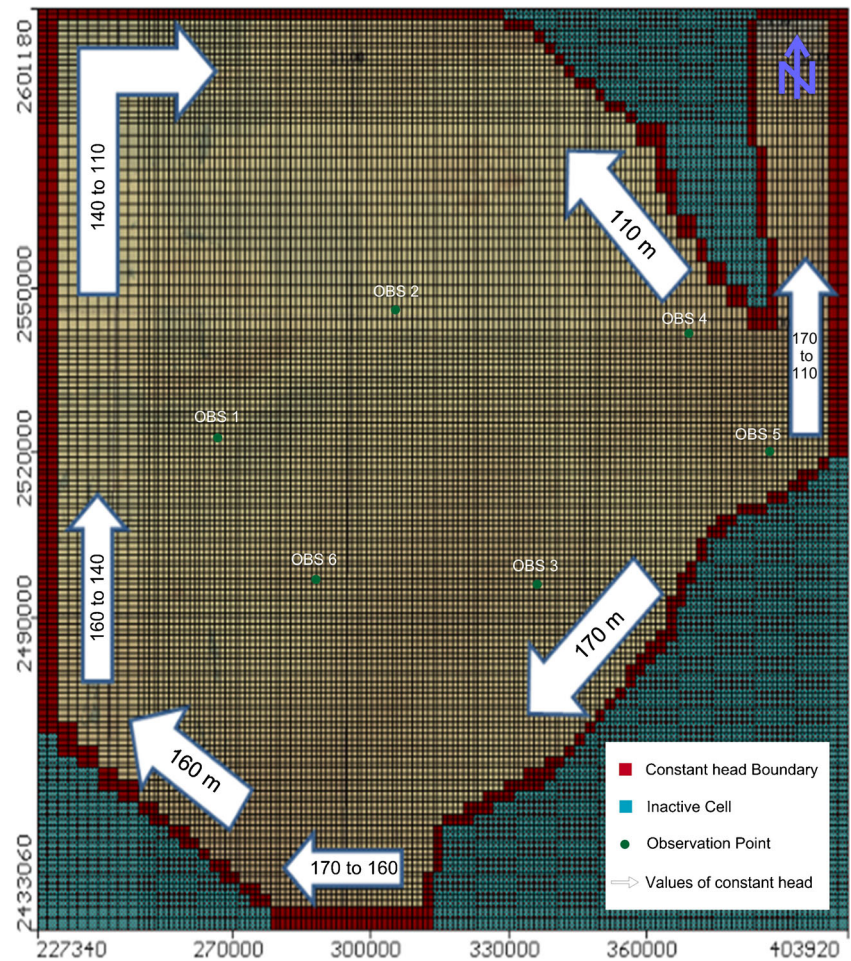 2601180
2550000
2520000
2490000
2433060
227340
270000
300000
330000
360000
403920
N
140 to 110
110 m
170
to
110
OBS 2
OBS 4
OBS 1
OBS 5
OBS 6
OBS 3
160 to 140
170 m
160 m
170 to 160
Constant head Boundary
Inactive Cell
Observation Point
Values of constant head